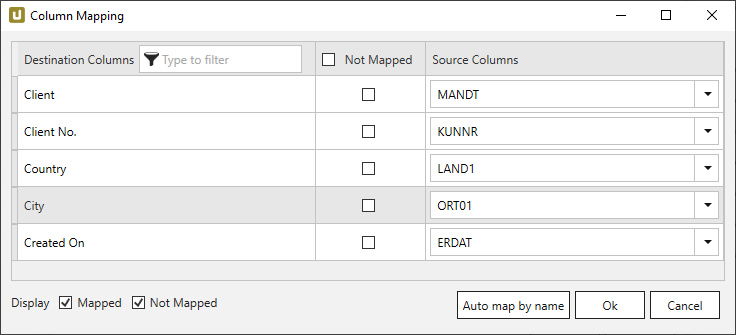 Column Mapping
Destination Columns Type to filter Not Mapped Source Columns
Client MANDT
Client No. KUNNR
Country LAND1
City ORT01
Created On ERDAT
Display Mapped Not Mapped Auto map by name Ok Cancel